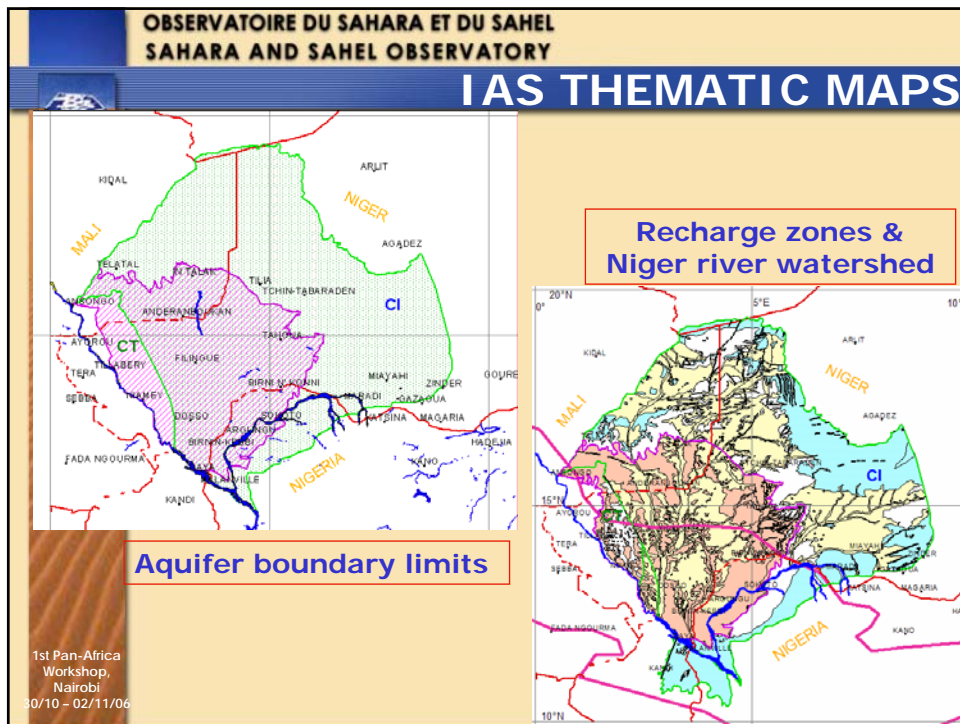 OBSERVATOIRE DU SAHARA ET DU SAHEL
SAHARA AND SAHEL OBSERVATORY
IAS THEMATIC MAPS
KIDAL
ARLIT
NIGER
AGADEZ
MALI
TELATAL
IN TALAK
TILIA
TCHIN-TABARADEN
CI
ANSONGO
ANDERANBOUKAN
AYOROU
CT
TAHOUA
TERA
TILLABERY
FILINGUE
SEBBA
NIAMEY
BIRNI N' KONNI
MIAYAHI
ZINDER
GOURE
GAZAOUA
DOSSO
SOKOTO
MARADI
KATSINA
MAGARIA
ARGUNGU
BIRNIN-KEBBI
HADEJIA
FADA NGOURMA
KANO
NIGERIA
KANDI
Aquifer boundary limits
Recharge zones &
Niger river watershed
20°N
0°
5°E
10°
KIDAL
ARLIT
NIGER
MALI
AGADEZ
CI
15°N
AYOROU
CT
TERA
MIAYAHI
SEBBA
KATSINA
MAGARIA
FADA NGOURMA
KANO
NIGERIA
10°N
1st Pan-Africa
Workshop,
Nairobi
30/10 – 02/11/06